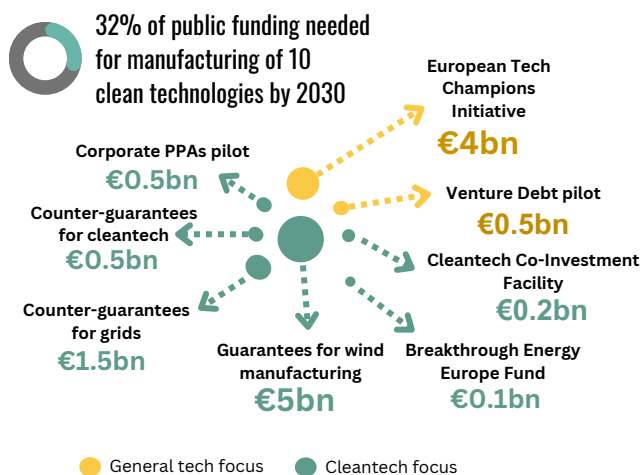 32% of public funding needed
for manufacturing of 10
clean technologies by 2030
European Tech
Champions
Initiative
€4bn
Corporate PPAs pilot
€0.5bn
Venture Debt pilot
€0.5bn
Counter-guarantees
for cleantech
€0.5bn
Cleantech Co-Investment
Facility
€0.2bn
Counter-guarantees
for grids
€1.5bn
Guarantees for wind
manufacturing
€5bn
Breakthrough Energy
Europe Fund
€0.1bn
General tech focus
Cleantech focus